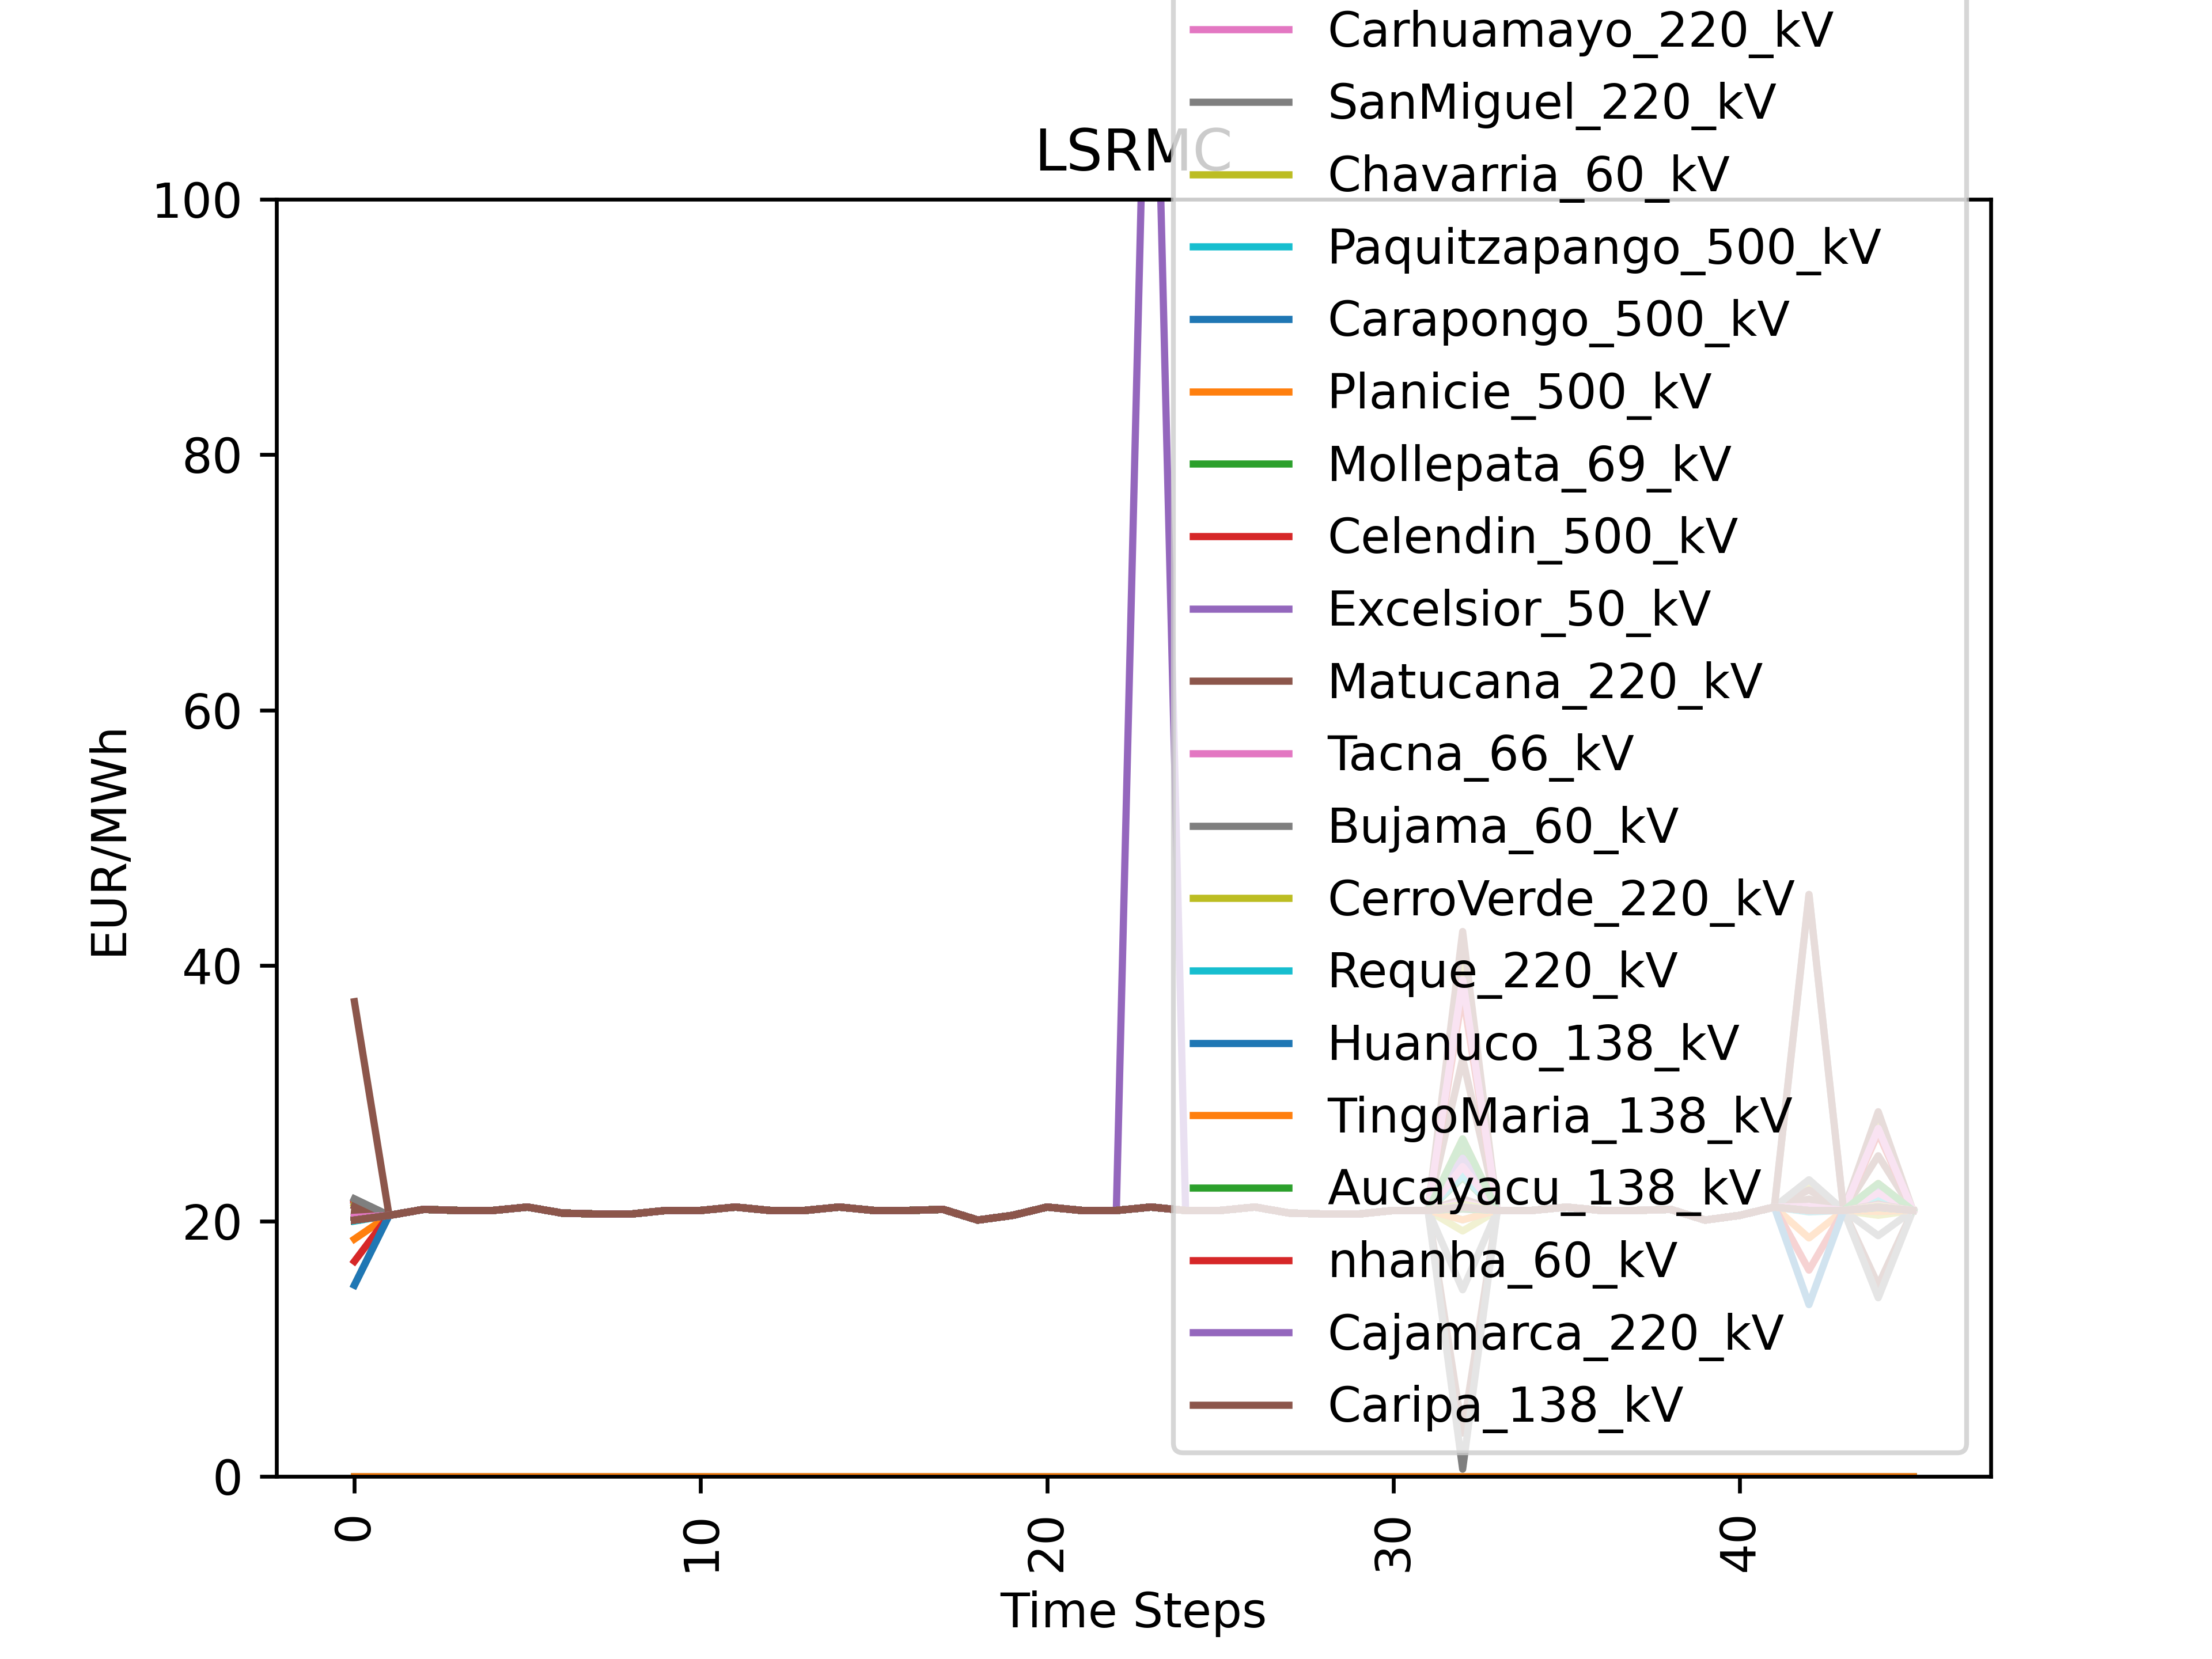 Carhuamayo_220_kV
SanMiguel_220_kV
LSRMC
Chavarria_60_kV
Paquitzapango_500_kV
Carapongo_500_kV
Planicie_500_kV
Mollepata_69_kV
Celendin_500_kV
Excelsior_50_kV
Matucana_220_kV
Tacna_66_kV
Bujama_60_kV
CerroVerde_220_kV
Reque_220_kV
Huanuco_138_kV
TingoMaria_138_kV
Aucayacu_138_kV
nhanha_60_kV
Cajamarca_220_kV
Caripa_138_kV
100
80
60
40
20
0
EUR/MWh
0 10 20 30 40
Time Steps